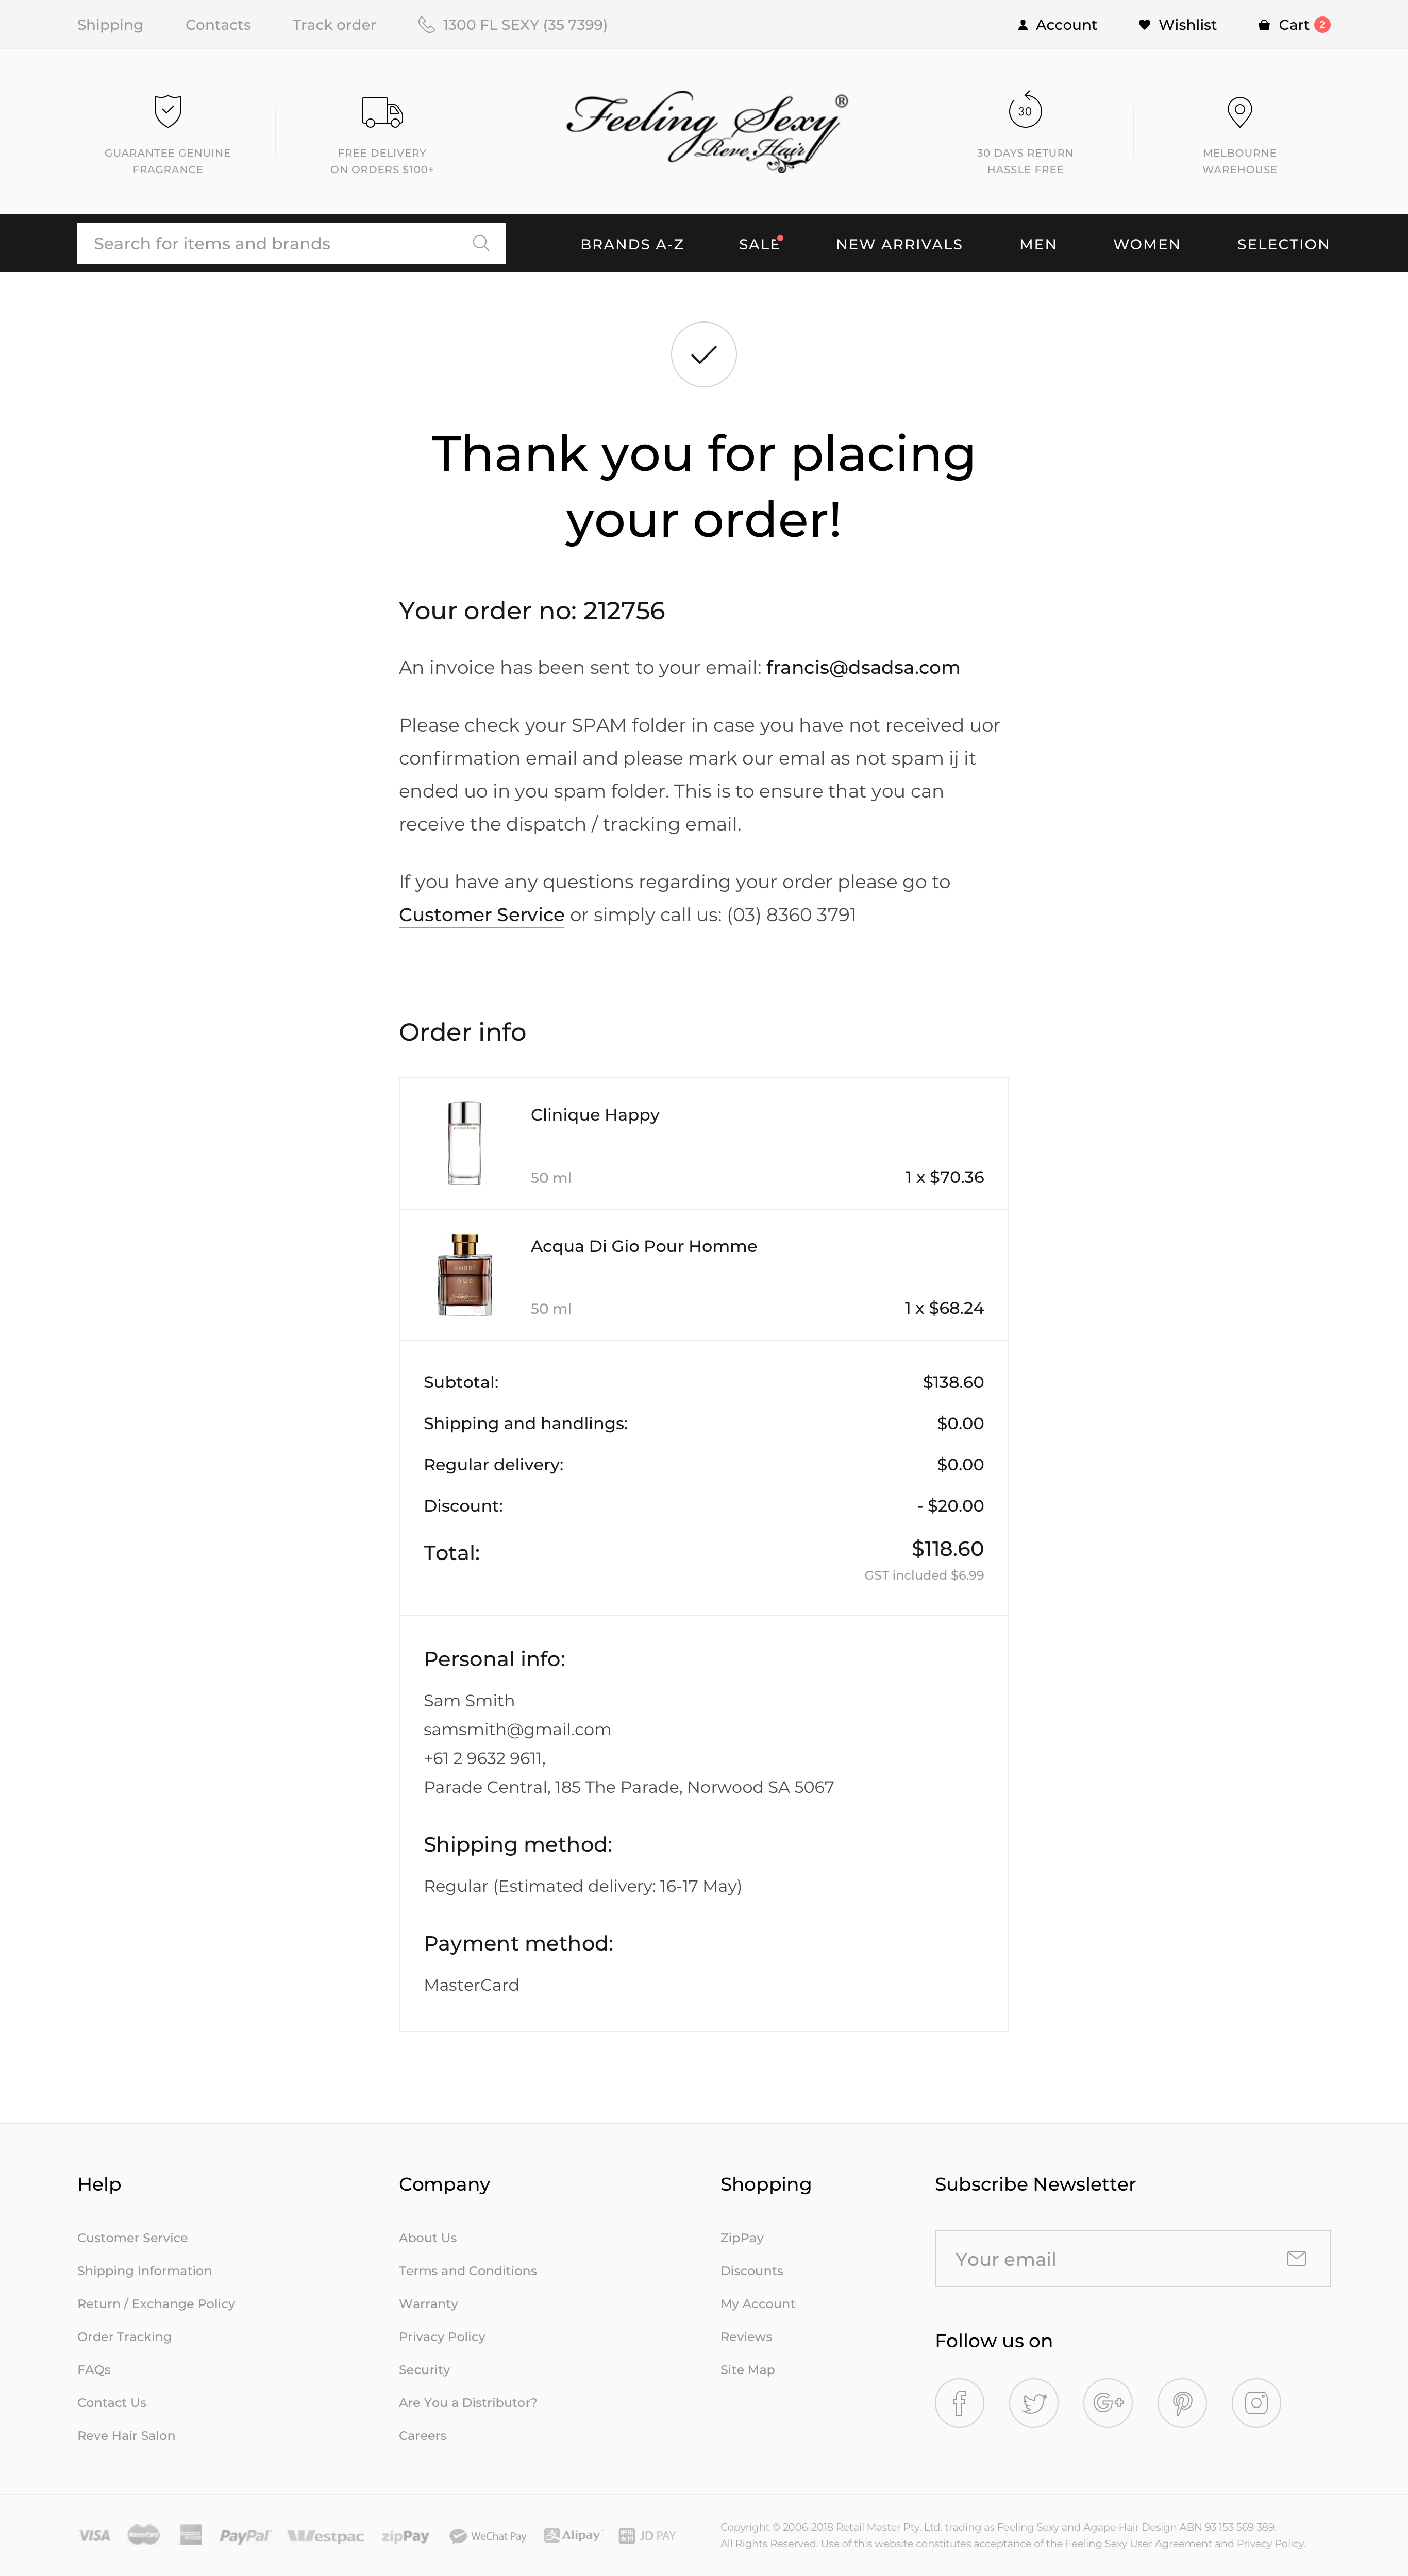 Shipping Contacts Track order 1300 FL SEXY (35 7399) Account Wishlist Cart 2
GUARANTEE GENUINE
FRAGRANCE
FREE DELIVERY
ON ORDERS $100+
Feeling Sexy ®
Reve Hair
30
30 DAYS RETURN
HASSLE FREE
MELBOURNE
WAREHOUSE
Search for items and brands BRANDS A-Z SALE NEW ARRIVALS MEN WOMEN SELECTION
Thank you for placing
your order!
Your order no: 212756
An invoice has been sent to your email: francis@dsadsa.com
Please check your SPAM folder in case you have not received uor
confirmation email and please mark our emal as not spam ij it
ended uo in you spam folder. This is to ensure that you can
receive the dispatch / tracking email.
If you have any questions regarding your order please go to
Customer Service or simply call us: (03) 8360 3791
Order info
Clinique Happy
50 ml 1 x $70.36
Acqua Di Gio Pour Homme
AMBRE
OUD
50 ml 1 x $68.24
Subtotal: $138.60
Shipping and handlings: $0.00
Regular delivery: $0.00
Discount: - $20.00
Total: $118.60
GST included $6.99
Personal info:
Sam Smith
samsmith@gmail.com
+61 2 9632 9611,
Parade Central, 185 The Parade, Norwood SA 5067
Shipping method:
Regular (Estimated delivery: 16-17 May)
Payment method:
MasterCard
Help
Customer Service
Shipping Information
Return / Exchange Policy
Order Tracking
FAQs
Contact Us
Reve Hair Salon
Company
About Us
Terms and Conditions
Warranty
Privacy Policy
Security
Are You a Distributor?
Careers
Shopping
ZipPay
Discounts
My Account
Reviews
Site Map
Subscribe Newsletter
Your email
Follow us on
VISA MasterCard PayPal Westpac zipPay WeChat Pay Alipay JD PAY
Copyright © 2006-2018 Retail Master Pty. Ltd. trading as Feeling Sexy and Agape Hair Design ABN 93 153 569 389.
All Rights Reserved. Use of this website constitutes acceptance of the Feeling Sexy User Agreement and Privacy Policy.